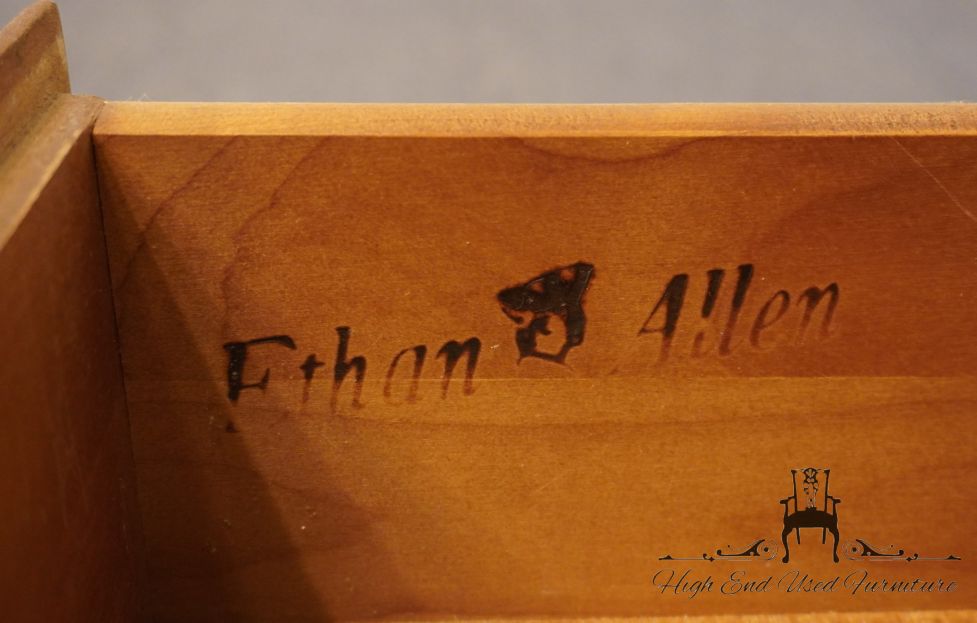 Ethan Allen
High End Used Furniture